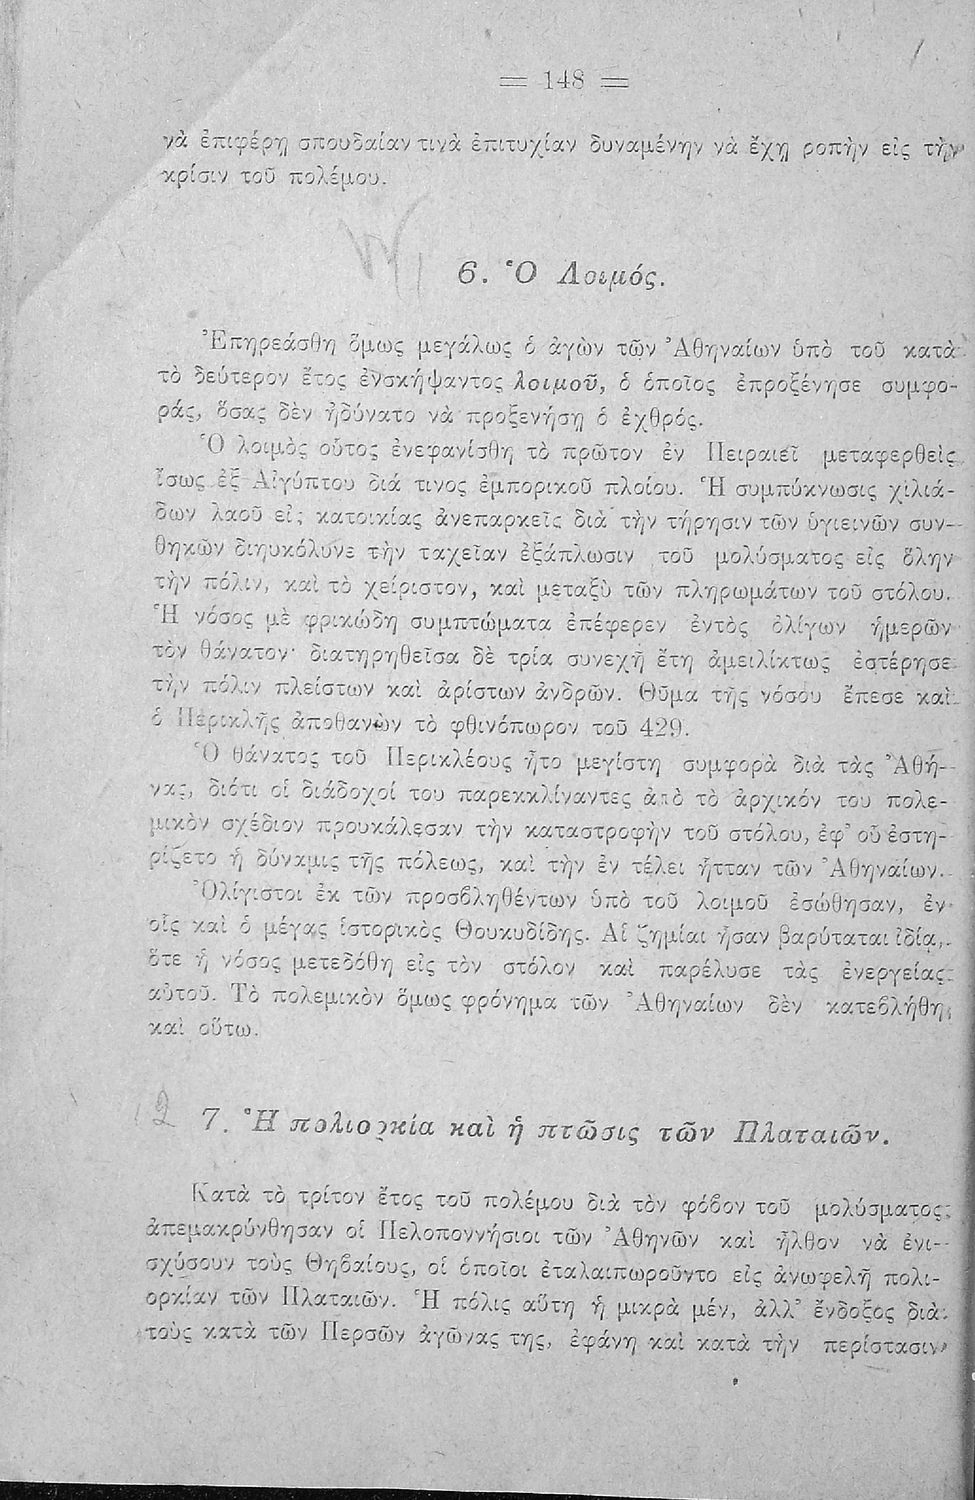 = 148 =
νὰ ἐπιφέρῃ σπουδαίαν τινὰ ἐπιτυχίαν δυναμένην νὰ ἔχῃ ροπὴν εἰς τὴν
κρίσιν τοῦ πολέμου.
6. Ὁ Λοιμός.
Ἐπηρεάσθη ὅμως μεγάλως ὁ ἀγὼν τῶν Ἀθηναίων ὑπὸ τοῦ κατὰ
τὸ δεύτερον ἔτος ἐνσκήψαντος λοιμοῦ, ὁ ὁποῖος ἐπροξένησε συμφο-
ράς, ὅσας δὲν ἠδύνατο νὰ προξενήσῃ ὁ ἐχθρός.
Ὁ λοιμὸς οὗτος ἐνεφανίσθη τὸ πρῶτον ἐν Πειραιεῖ μεταφερθεὶς
ἴσως ἐξ Αἰγύπτου διά τινος ἐμπορικοῦ πλοίου. Ἡ συμπύκνωσις χιλιά-
δων λαοῦ εἰς κατοικίας ἀνεπαρκεῖς διὰ τὴν τήρησιν τῶν ὑγιεινῶν συν-
θηκῶν διηυκόλυνε τὴν ταχεῖαν ἐξάπλωσιν τοῦ μολύσματος εἰς ὅλην
τὴν πόλιν, καὶ τὸ χείριστον, καὶ μεταξὺ τῶν πληρωμάτων τοῦ στόλου.
Ἡ νόσος μὲ φρικώδη συμπτώματα ἐπέφερεν ἐντὸς ὀλίγων ἡμερῶν
τὸν θάνατον· διατηρηθεῖσα δὲ τρία συνεχῆ ἔτη ἀμειλίκτως ἐστέρησε
τὴν πόλιν πλείστων καὶ ἀρίστων ἀνδρῶν. Θῦμα τῆς νόσου ἔπεσε καὶ
ὁ Περικλῆς ἀποθανὼν τὸ φθινόπωρον τοῦ 429.
Ὁ θάνατος τοῦ Περικλέους ἦτο μεγίστη συμφορὰ διὰ τὰς Ἀθή-
νας, διότι οἱ διάδοχοί του παρεκκλίναντες ἀπὸ τὸ ἀρχικόν του πολε-
μικὸν σχέδιον προυκάλεσαν τὴν καταστροφὴν τοῦ στόλου, ἐφ' οὗ ἐστη-
ρίζετο ἡ δύναμις τῆς πόλεως, καὶ τὴν ἐν τέλει ἧτταν τῶν Ἀθηναίων.
Ὀλίγιστοι ἐκ τῶν προσβληθέντων ὑπὸ τοῦ λοιμοῦ ἐσώθησαν, ἐν
οἷς καὶ ὁ μέγας ἱστορικὸς Θουκυδίδης. Αἱ ζημίαι ἦσαν βαρύταται ἰδίᾳ,
ὅτε ἡ νόσος μετεδόθη εἰς τὸν στόλον καὶ παρέλυσε τὰς ἐνεργείας
αὐτοῦ. Τὸ πολεμικὸν ὅμως φρόνημα τῶν Ἀθηναίων δὲν κατεβλήθη
καὶ οὕτω.
2 7. Ἡ πολιορκία καὶ ἡ πτῶσις τῶν Πλαταιῶν.
Κατὰ τὸ τρίτον ἔτος τοῦ πολέμου διὰ τὸν φόβον τοῦ μολύσματος
ἀπεμακρύνθησαν οἱ Πελοποννήσιοι τῶν Ἀθηνῶν καὶ ἦλθον νὰ ἐνι-
σχύσουν τοὺς Θηβαίους, οἱ ὁποῖοι ἐταλαιπωροῦντο εἰς ἀνωφελῆ πολι-
ορκίαν τῶν Πλαταιῶν. Ἡ πόλις αὕτη ἡ μικρὰ μέν, ἀλλ' ἔνδοξος διὰ
τοὺς κατὰ τῶν Περσῶν ἀγῶνας της, ἐφάνη καὶ κατὰ τὴν περίστασιν